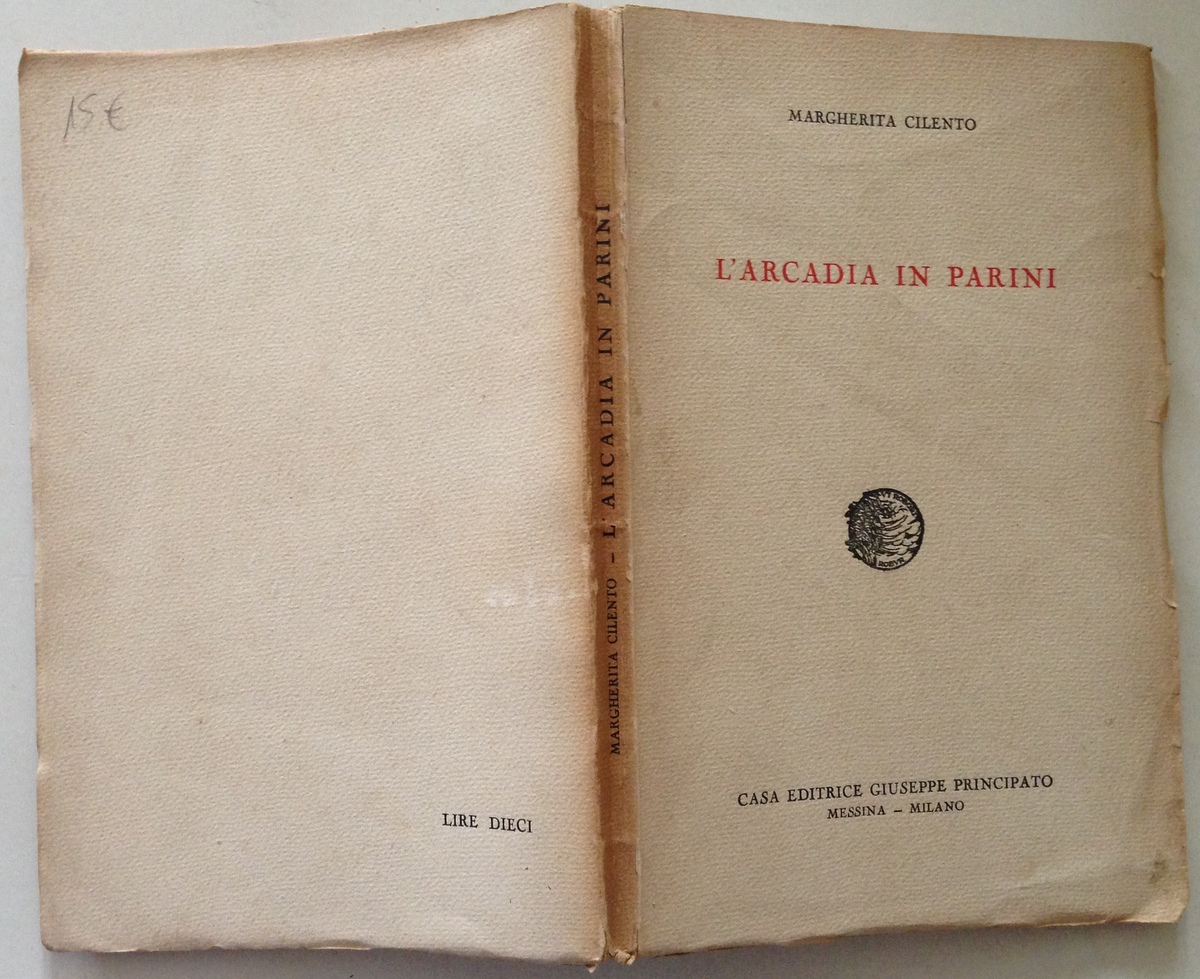 15 €
LIRE DIECI
MARGHERITA CILENTO – L'ARCADIA IN PARINI
MARGHERITA CILENTO
L'ARCADIA IN PARINI
ROBVR
CASA EDITRICE GIUSEPPE PRINCIPATO
MESSINA – MILANO